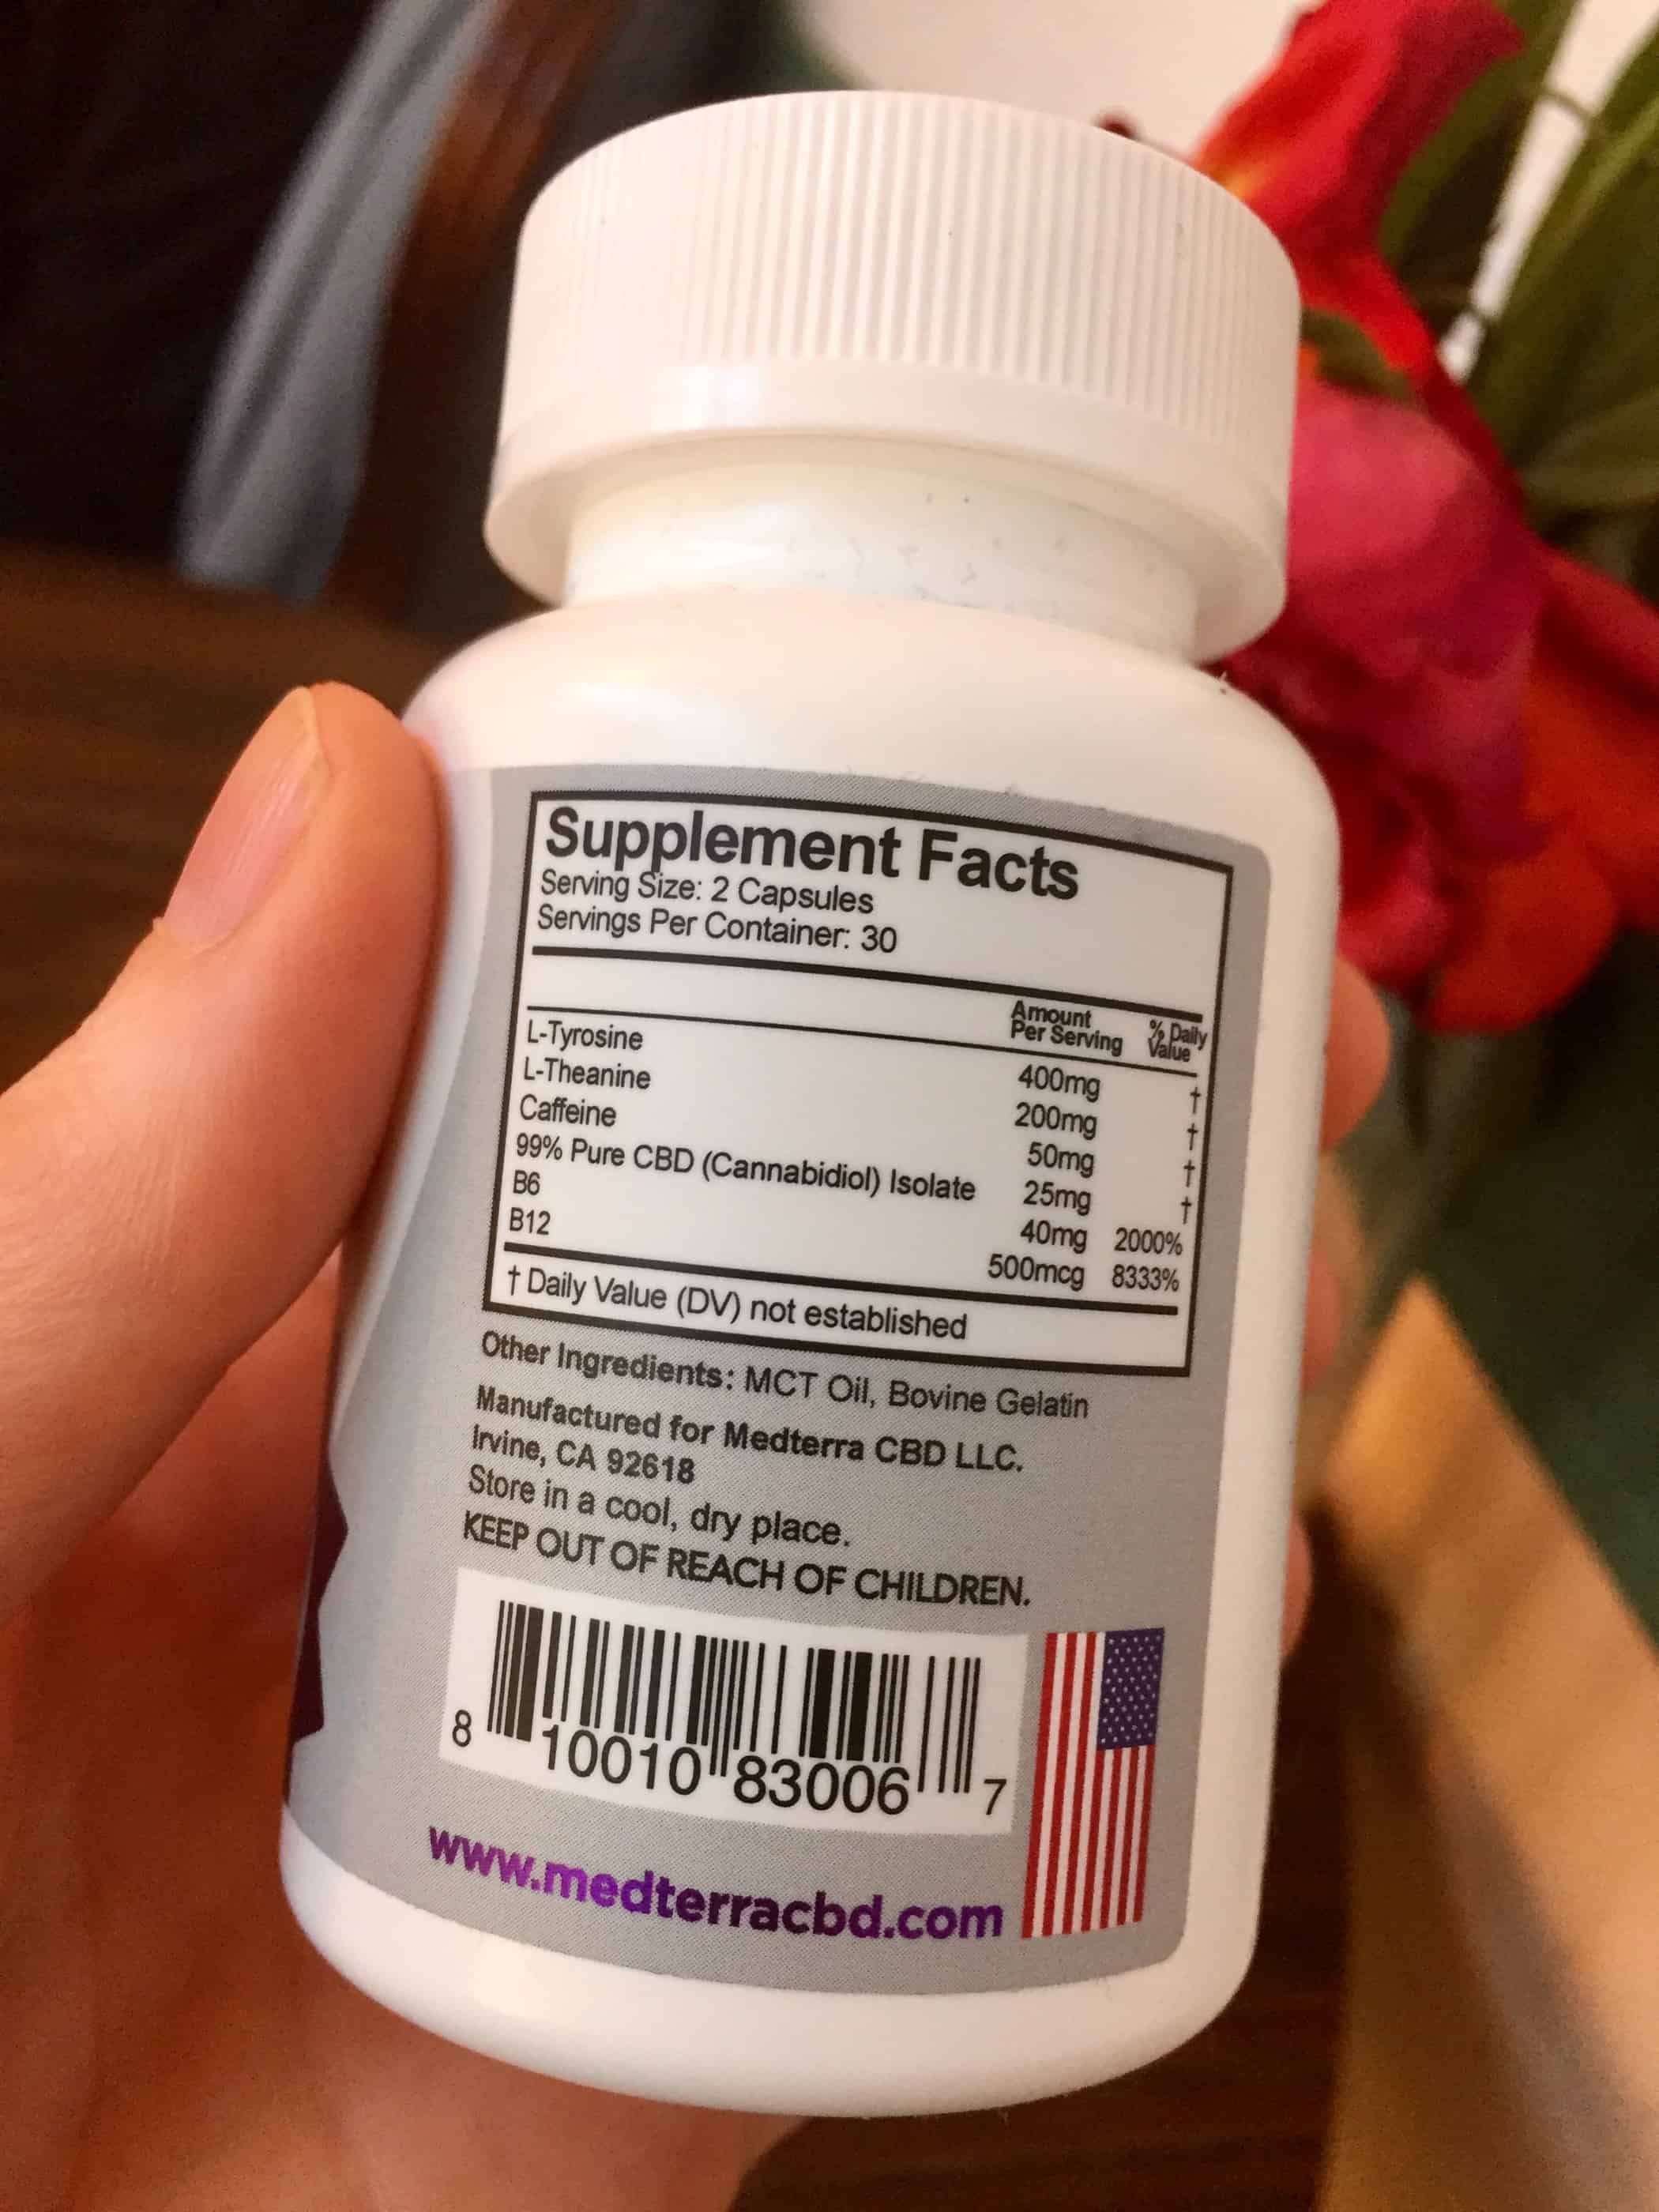 Supplement Facts
Serving Size: 2 Capsules
Servings Per Container: 30
Amount Per Serving % Daily Value
L-Tyrosine 400mg †
L-Theanine 200mg †
Caffeine 50mg †
99% Pure CBD (Cannabidiol) Isolate 25mg †
B6 40mg 2000%
B12 500mcg 8333%
† Daily Value (DV) not established
Other Ingredients: MCT Oil, Bovine Gelatin
Manufactured for Medterra CBD LLC.
Irvine, CA 92618
Store in a cool, dry place.
KEEP OUT OF REACH OF CHILDREN.
8 10010 83006 7
www.medterracbd.com